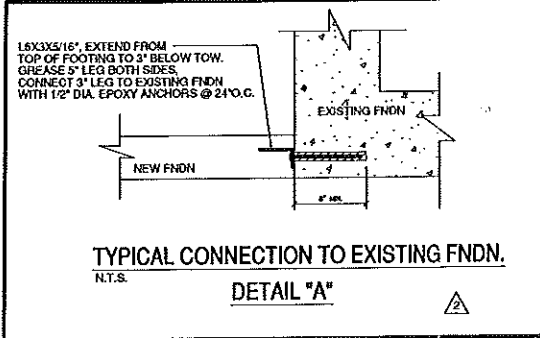 L5X3X5/16", EXTEND FROM
TOP OF FOOTING TO 3" BELOW TOW.
GREASE 5" LEG BOTH SIDES,
CONNECT 3" LEG TO EXISTING FNDN
WITH 1/2" DIA. EPOXY ANCHORS @ 24"O.C.
EXISTING FNDN
NEW FNDN
MIN.
TYPICAL CONNECTION TO EXISTING FNDN.
N.T.S.
DETAIL "A"
2